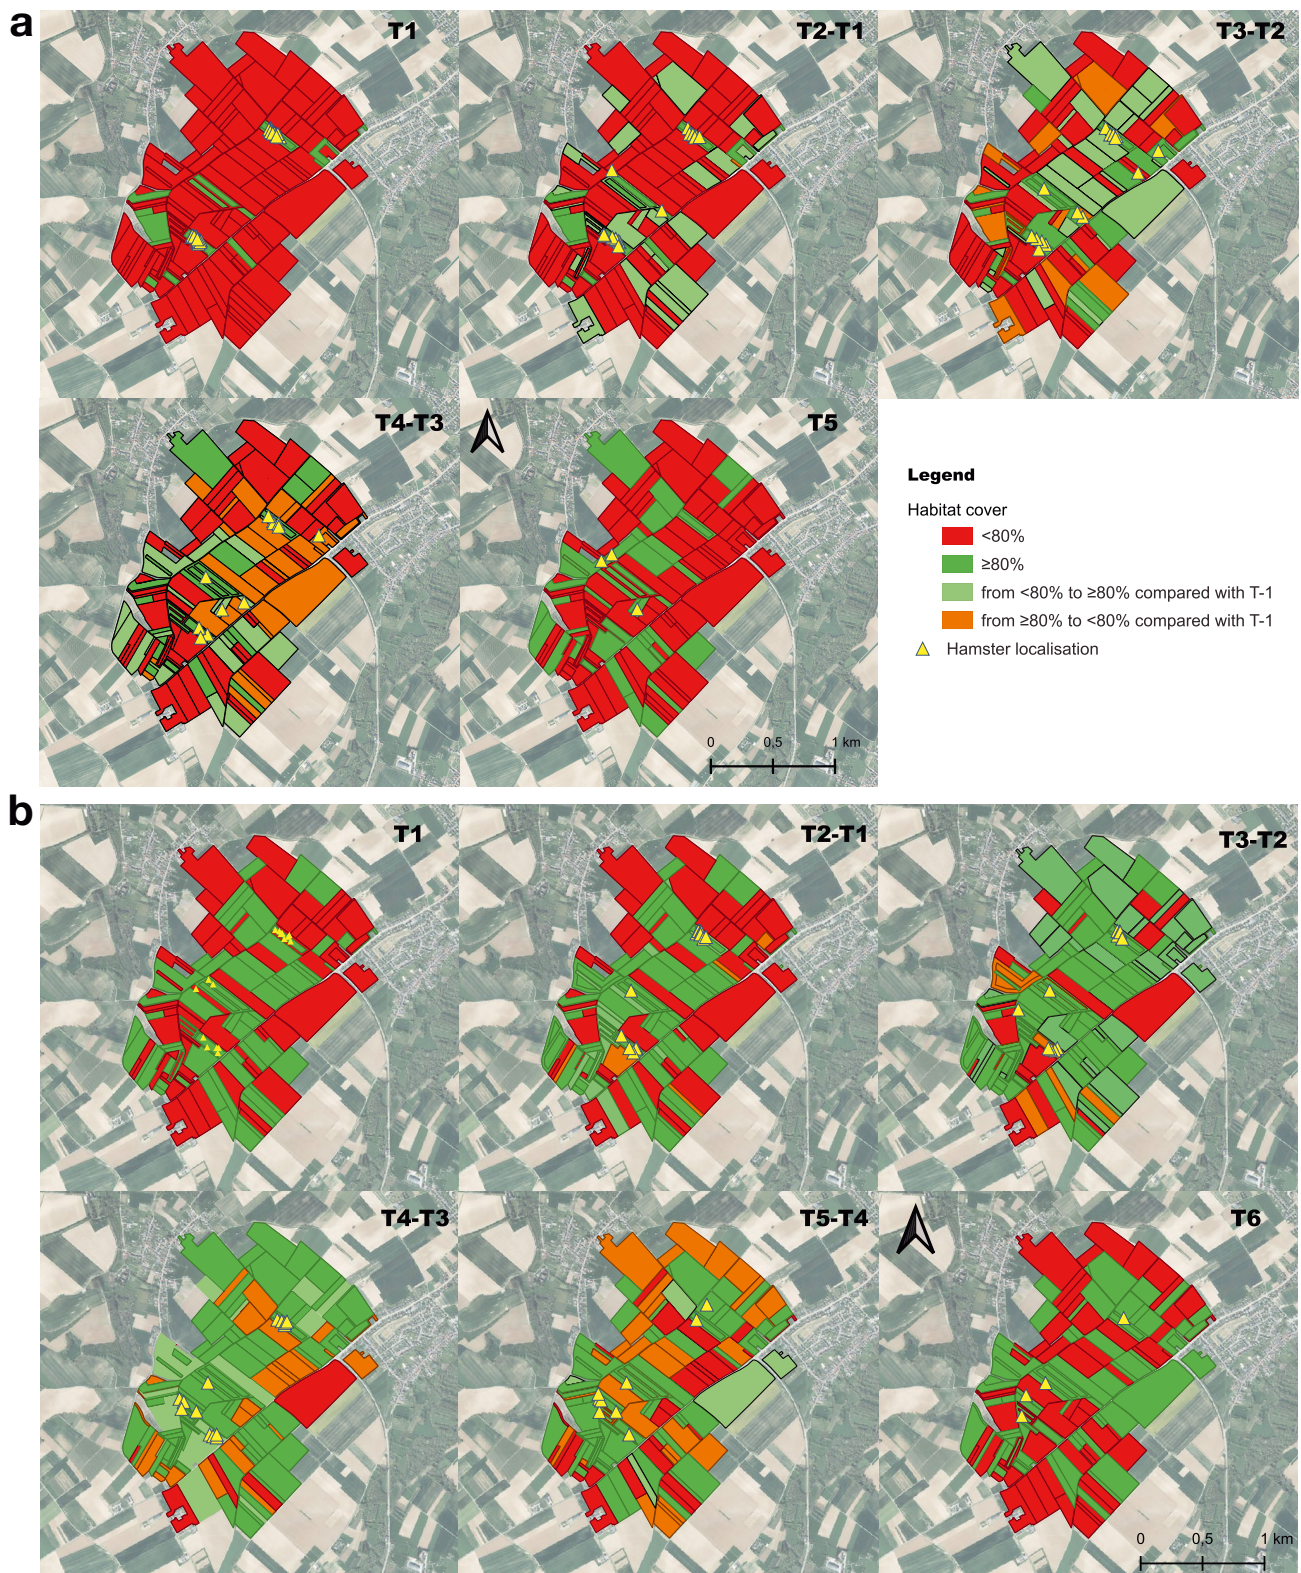 a
T1
T2-T1
T3-T2
T4-T3
T5
Legend
Habitat cover
<80%
≥80%
from <80% to ≥80% compared with T-1
from ≥80% to <80% compared with T-1
Hamster localisation
0 0,5 1 km
b
T1
T2-T1
T3-T2
T4-T3
T5-T4
T6
0 0,5 1 km